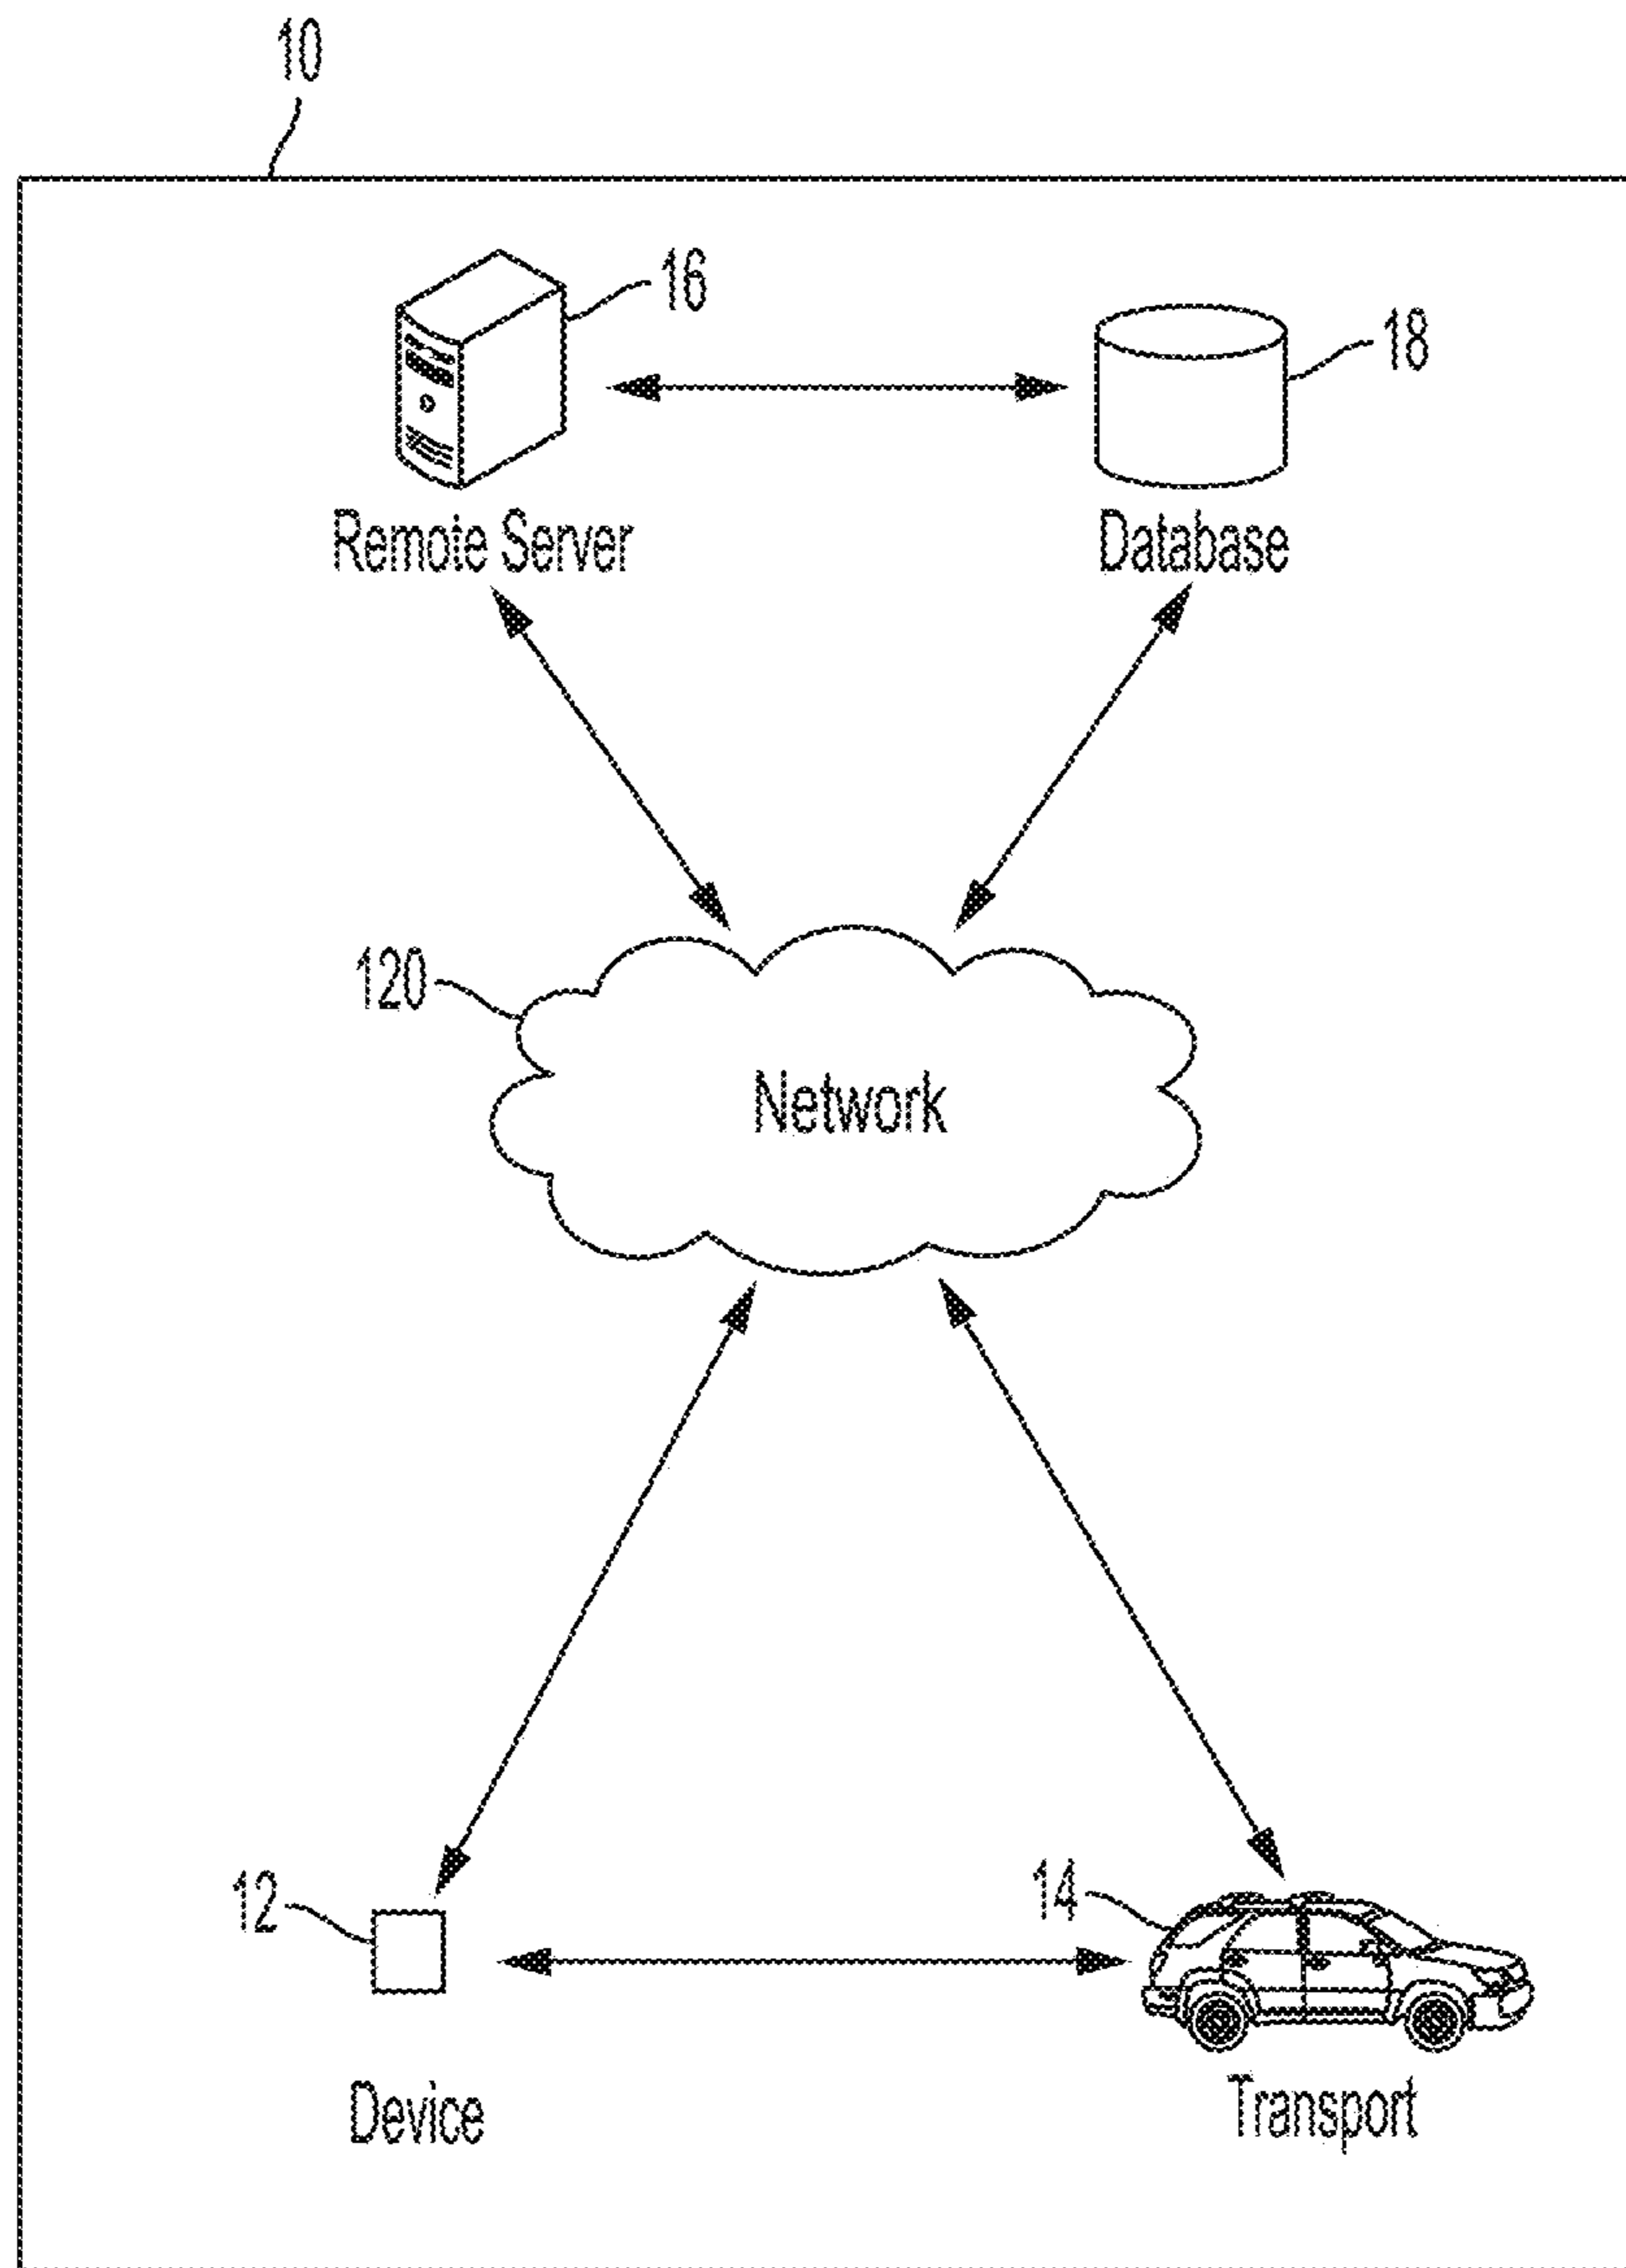 10
16
18
Remote Server
Database
120
Network
12
14
Device
Transport